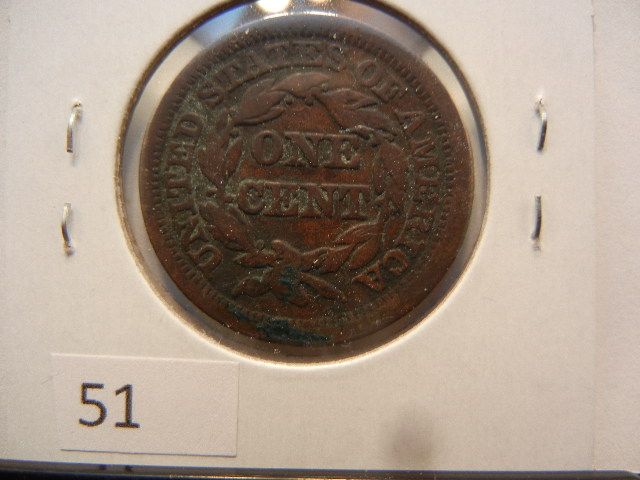 UNITED STATES OF AMERICA
ONE
CENT
51